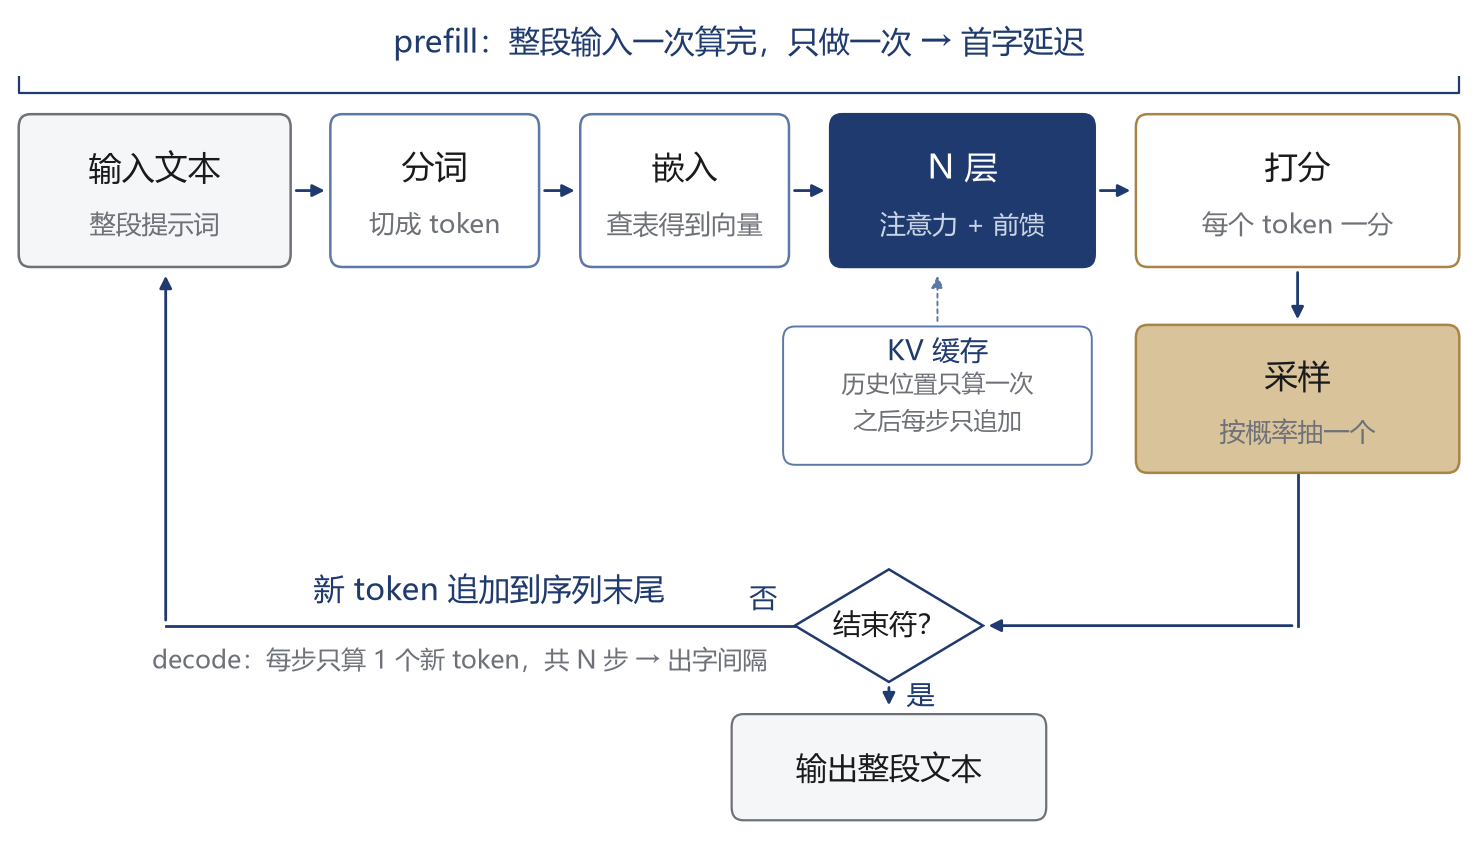 prefill：整段输入一次算完，只做一次 → 首字延迟
输入文本
整段提示词
分词
切成 token
嵌入
查表得到向量
N 层
注意力 + 前馈
打分
每个 token 一分
KV 缓存
历史位置只算一次
之后每步只追加
采样
按概率抽一个
新 token 追加到序列末尾
否
结束符？
decode：每步只算 1 个新 token，共 N 步 → 出字间隔
是
输出整段文本